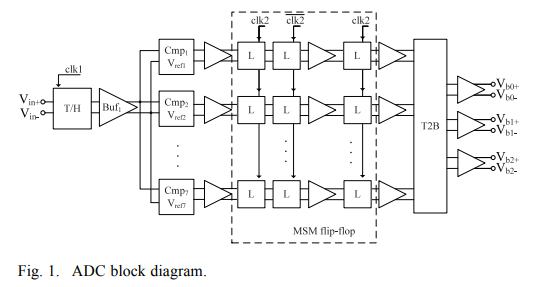 clk2 clk2 clk2
clk1
Cmp1
Vref1
L L L
Vin+
Vin-
T/H
Buf1
Cmp2
Vref2
L L L
T2B
Vb0+
Vb0-
Vb1+
Vb1-
Vb2+
Vb2-
Cmp7
Vref7
L L L
MSM flip-flop
Fig. 1. ADC block diagram.